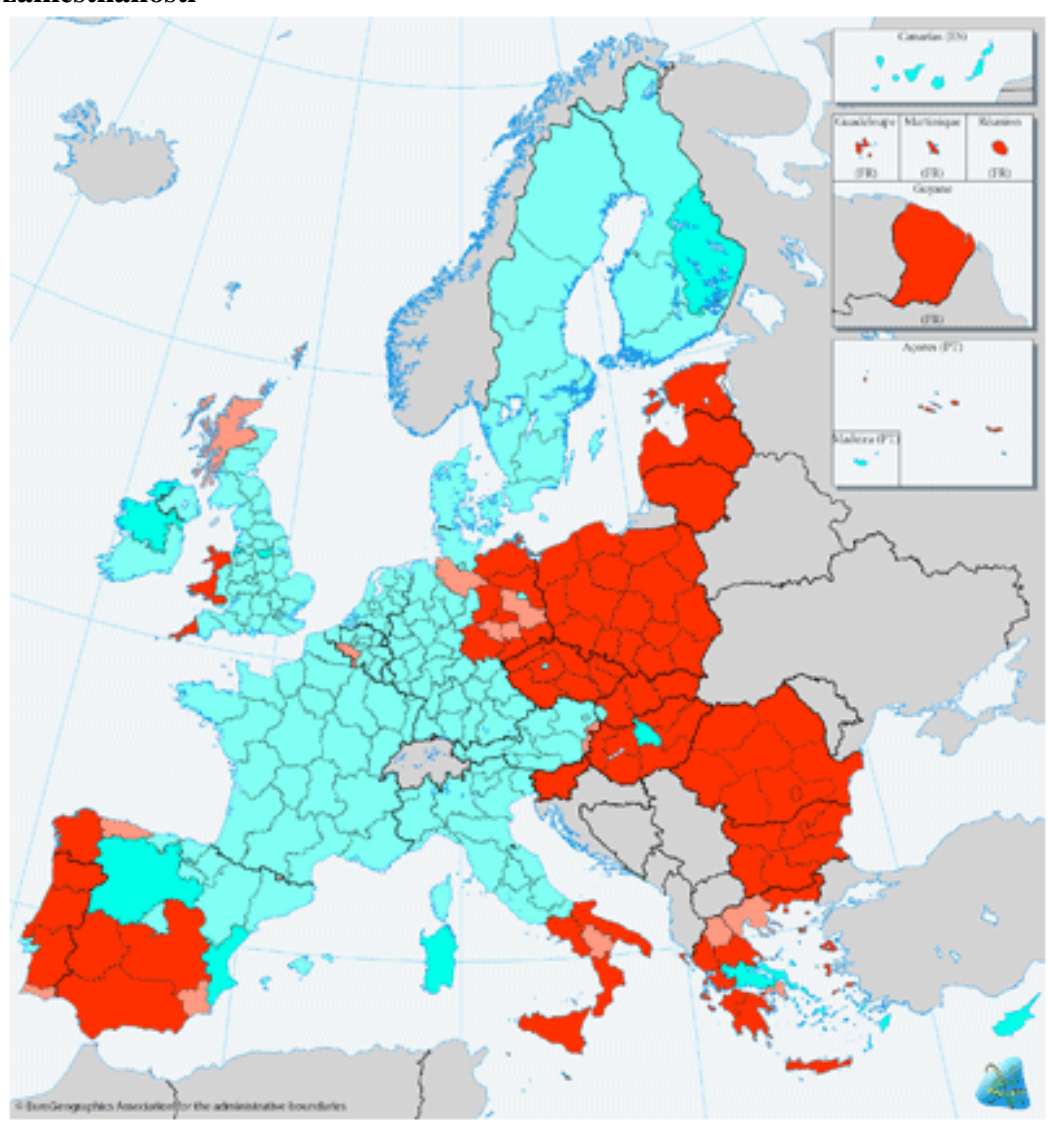 zaměstnanosti
Canarias (ES)
Guadeloupe Martinique Réunion
(FR) (FR) (FR)
Guyane
(FR)
Açores (PT)
Madeira (PT)
© EuroGeographics Association for the administrative boundaries